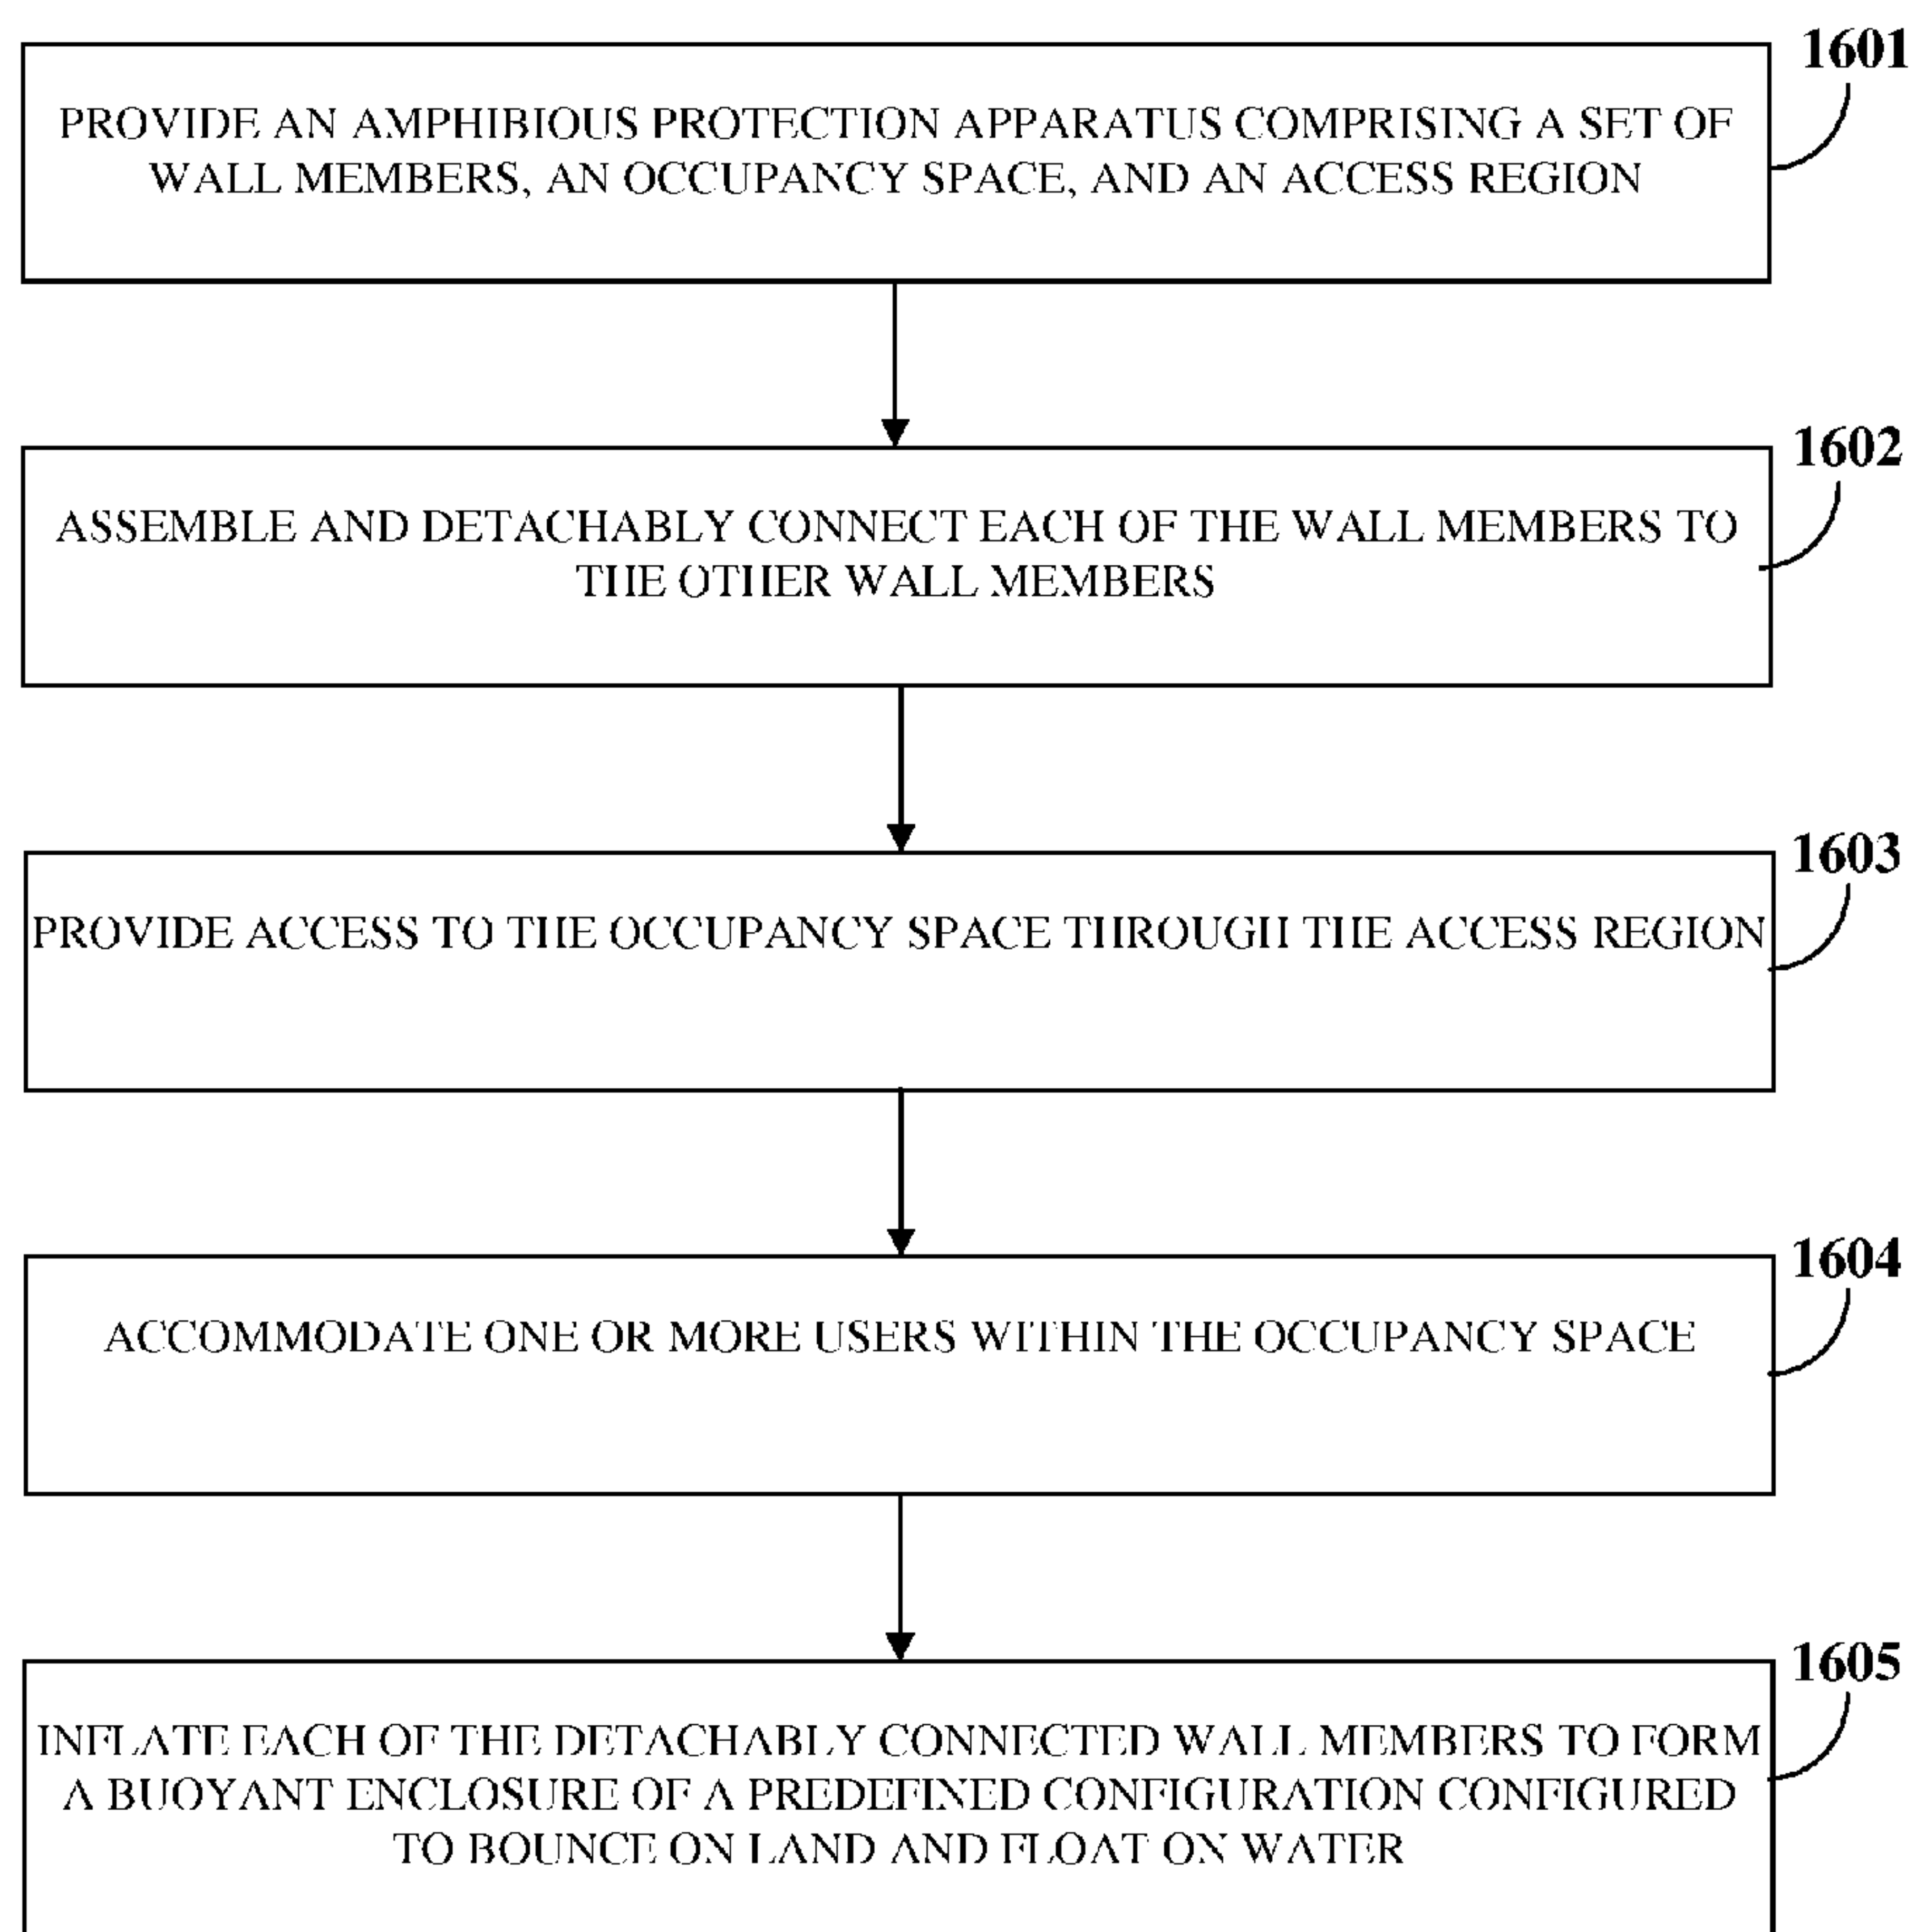 1601
PROVIDE AN AMPHIBIOUS PROTECTION APPARATUS COMPRISING A SET OF
WALL MEMBERS, AN OCCUPANCY SPACE, AND AN ACCESS REGION
1602
ASSEMBLE AND DETACHABLY CONNECT EACH OF THE WALL MEMBERS TO
THE OTHER WALL MEMBERS
1603
PROVIDE ACCESS TO THE OCCUPANCY SPACE THROUGH THE ACCESS REGION
1604
ACCOMMODATE ONE OR MORE USERS WITHIN THE OCCUPANCY SPACE
1605
INFLATE EACH OF THE DETACHABLY CONNECTED WALL MEMBERS TO FORM
A BUOYANT ENCLOSURE OF A PREDEFINED CONFIGURATION CONFIGURED
TO BOUNCE ON LAND AND FLOAT ON WATER